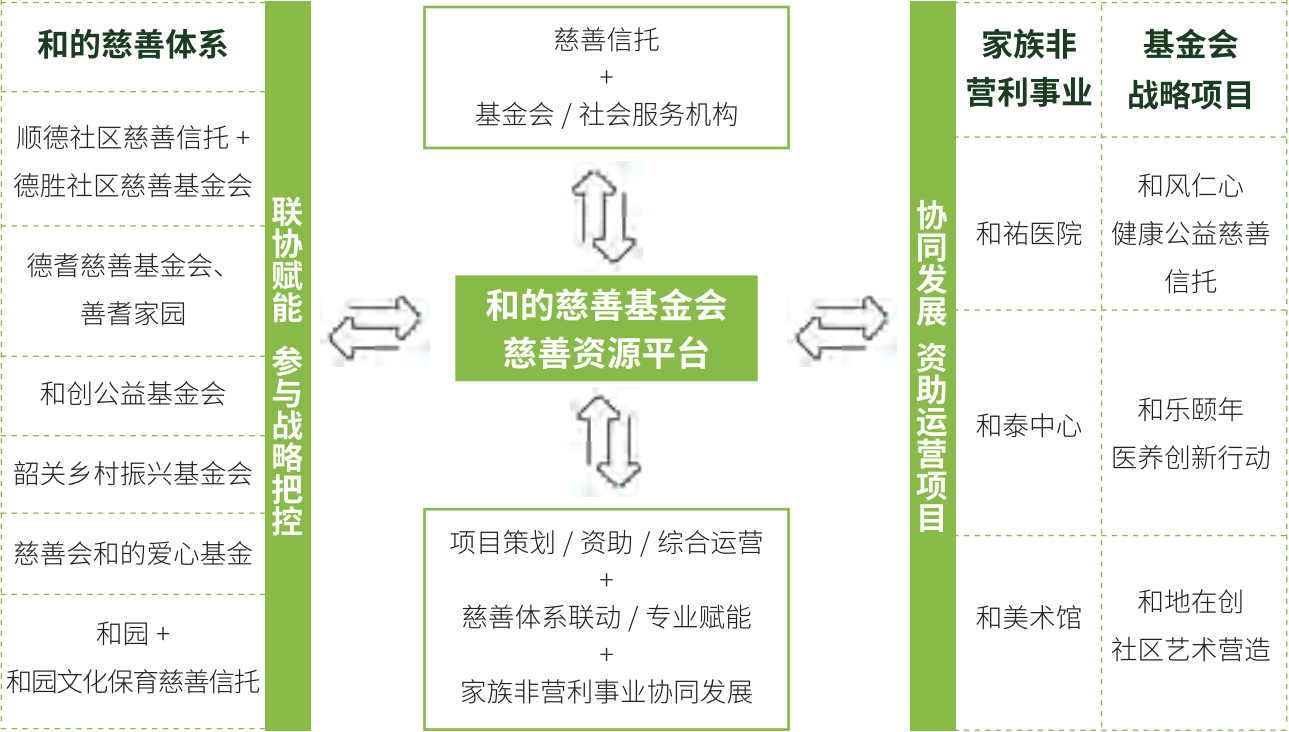 和的慈善体系
顺德社区慈善信托 +
德胜社区慈善基金会
德耆慈善基金会、
善耆家园
和创公益基金会
韶关乡村振兴基金会
慈善会和的爱心基金
和园 +
和园文化保育慈善信托
联协赋能 参与战略把控
慈善信托
+
基金会 / 社会服务机构
和的慈善基金会
慈善资源平台
项目策划 / 资助 / 综合运营
+
慈善体系联动 / 专业赋能
+
家族非营利事业协同发展
协同发展 资助运营项目
家族非
营利事业
和祐医院
和泰中心
和美术馆
基金会
战略项目
和风仁心
健康公益慈善
信托
和乐颐年
医养创新行动
和地在创
社区艺术营造